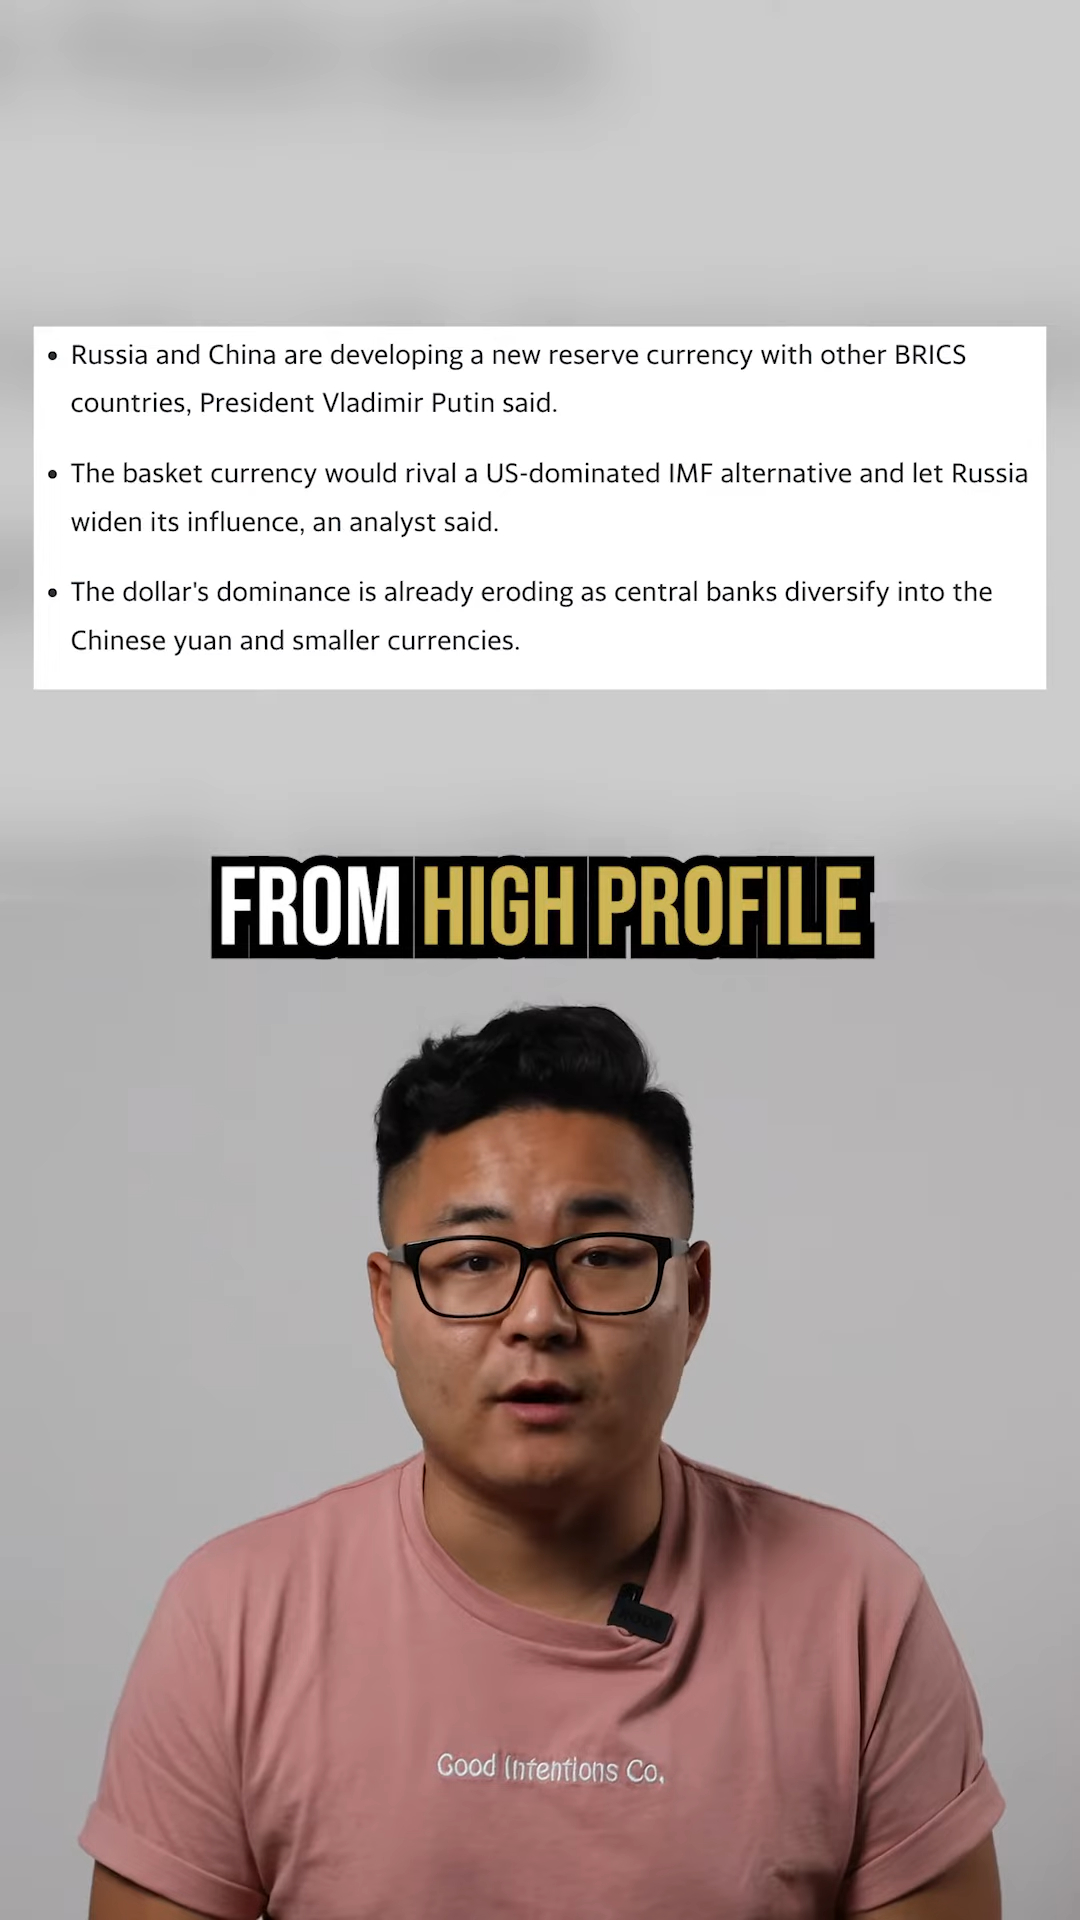 • Russia and China are developing a new reserve currency with other BRICS
countries, President Vladimir Putin said.
• The basket currency would rival a US-dominated IMF alternative and let Russia
widen its influence, an analyst said.
• The dollar's dominance is already eroding as central banks diversify into the
Chinese yuan and smaller currencies.
FROM HIGH PROFILE
RODE
Good Intentions Co.